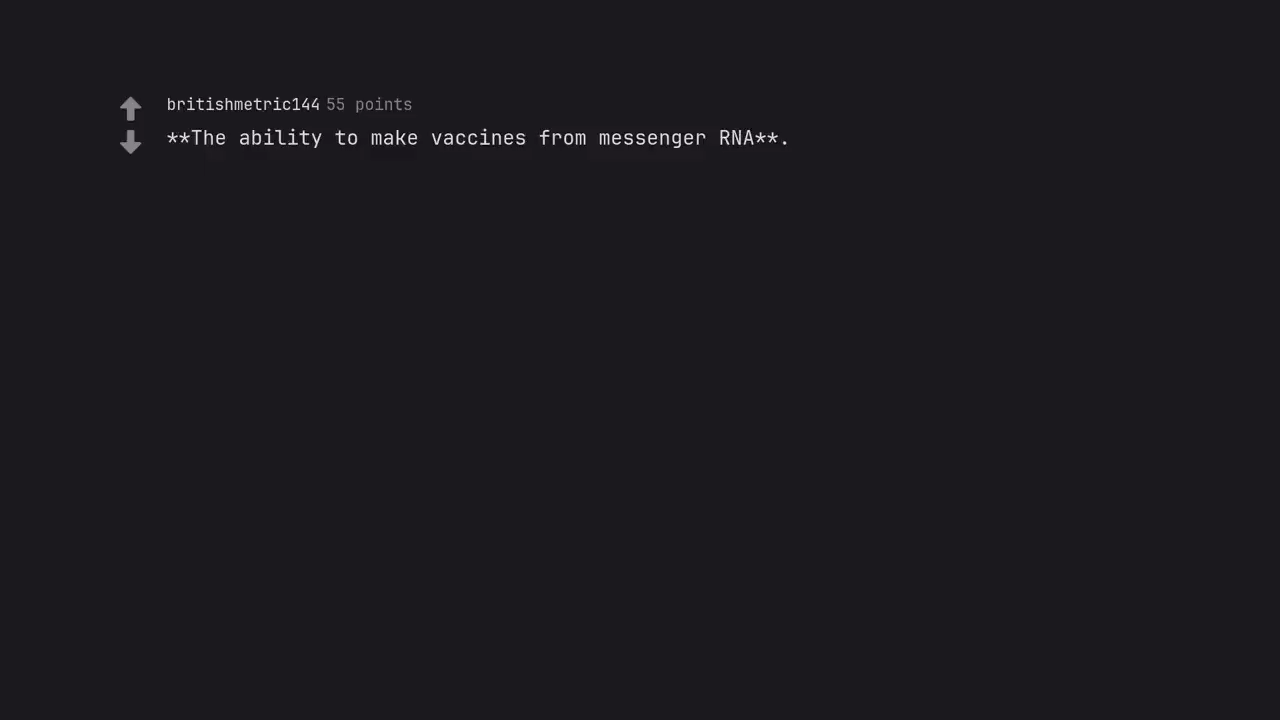 britishmetric144 55 points
**The ability to make vaccines from messenger RNA**.